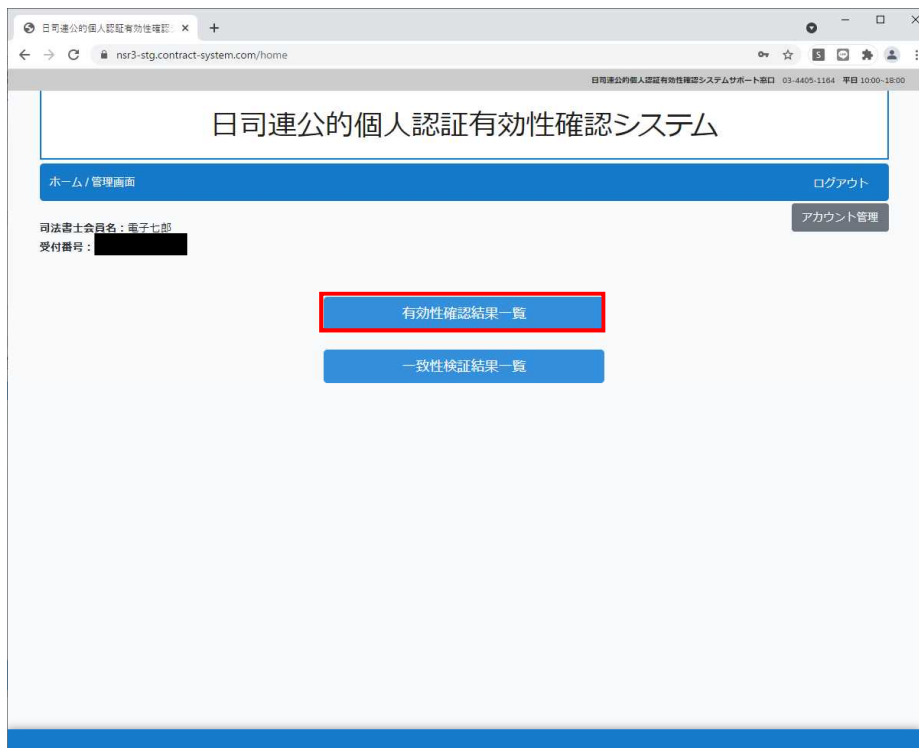 日司連公的個人認証有効性確認
nsr3-stg.contract-system.com/home
日司連公的個人認証有効性確認システムサポート窓口 03-4405-1164 平日 10:00~18:00
日司連公的個人認証有効性確認システム
ホーム / 管理画面
ログアウト
アカウント管理
司法書士会員名：電子七郎
受付番号：
有効性確認結果一覧
一致性検証結果一覧